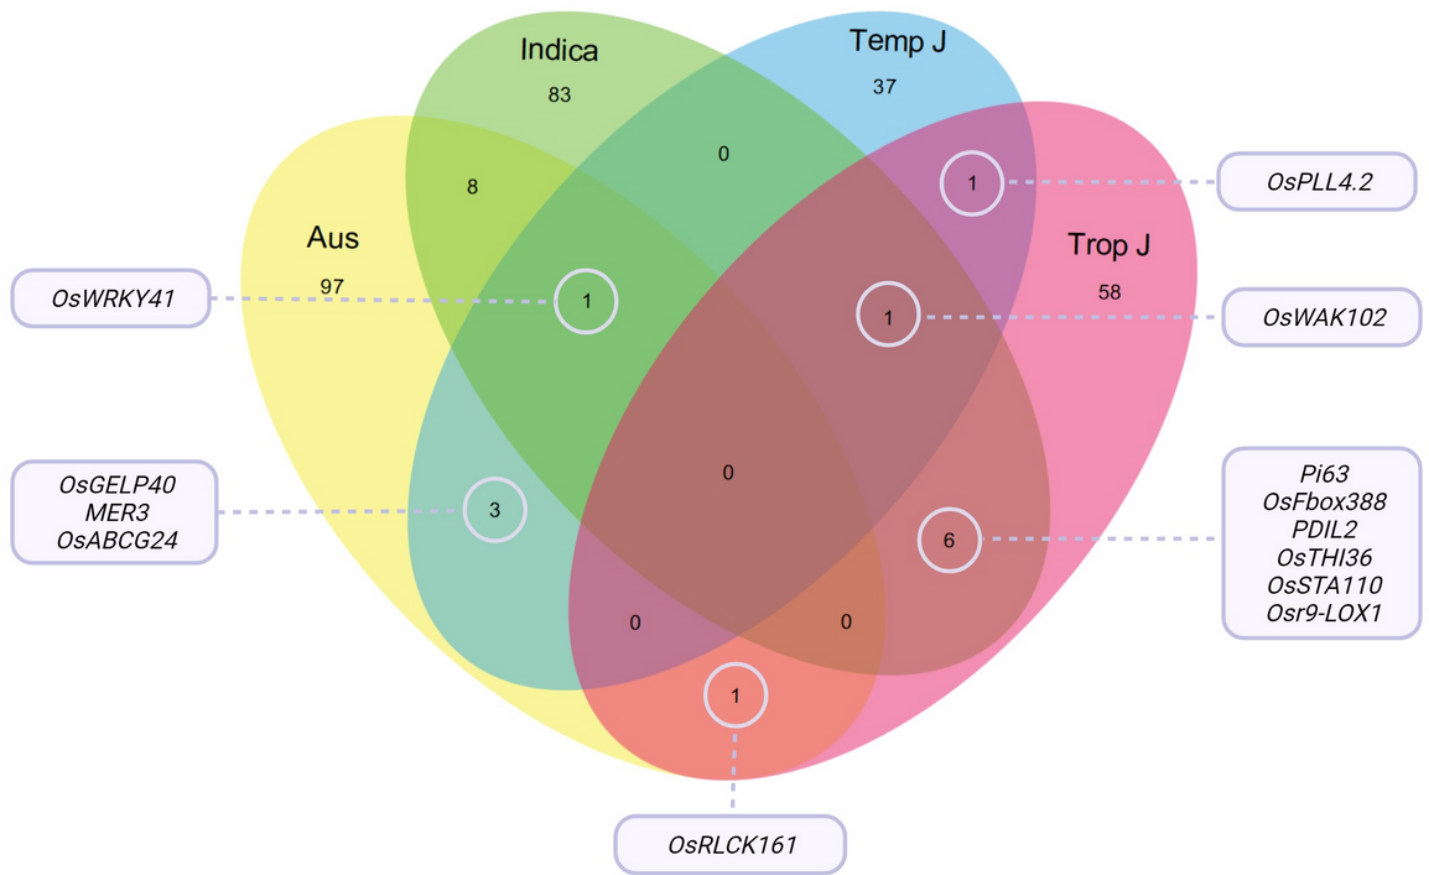 Indica
83
Temp J
37
0
1
OsPLL4.2
8
Aus
97
Trop J
58
OsWRKY41
1
1
OsWAK102
OsGELP40
MER3
OsABCG24
3
0
6
Pi63
OsFbox388
PDIL2
OsTHI36
OsSTA110
Osr9-LOX1
0
0
1
OsRLCK161